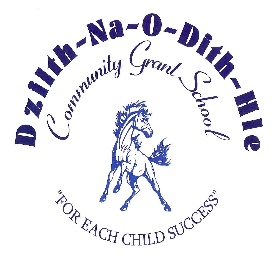 Dzilth-Na-O-Dith-Hle
Community Grant School
"FOR EACH CHILD SUCCESS"